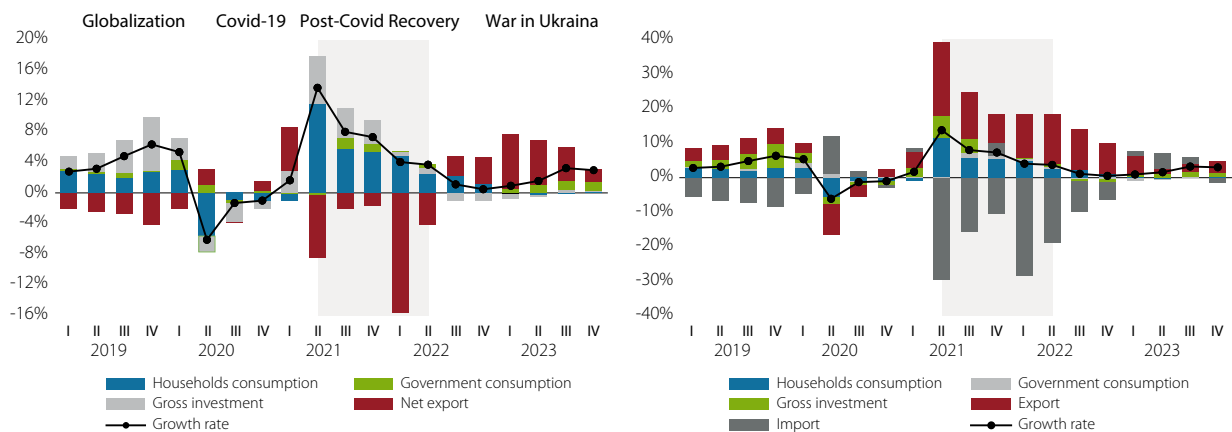 Globalization Covid-19 Post-Covid Recovery War in Ukraina
20%
16%
12%
8%
4%
0%
-4%
-8%
-12%
-16%
I II III IV I II III IV I II III IV I II III IV I II III IV
2019 2020 2021 2022 2023
Households consumption Government consumption
Gross investment Net export
Growth rate
40%
30%
20%
10%
0%
-10%
-20%
-30%
-40%
I II III IV I II III IV I II III IV I II III IV I II III IV
2019 2020 2021 2022 2023
Households consumption Government consumption
Gross investment Export
Import Growth rate